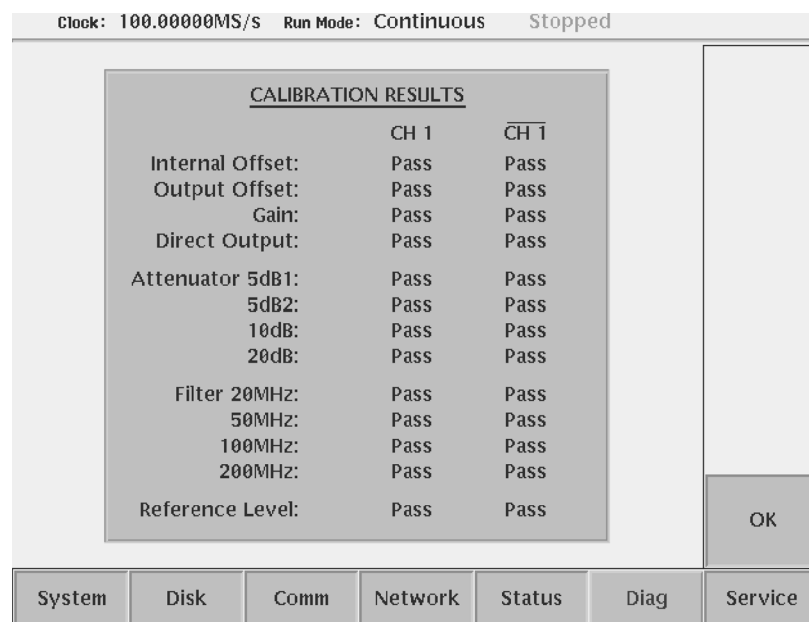 Clock: 100.00000MS/s Run Mode: Continuous Stopped
CALIBRATION RESULTS
CH 1 C̅H̅ ̅1̅
Internal Offset: Pass Pass
Output Offset: Pass Pass
Gain: Pass Pass
Direct Output: Pass Pass
Attenuator 5dB1: Pass Pass
5dB2: Pass Pass
10dB: Pass Pass
20dB: Pass Pass
Filter 20MHz: Pass Pass
50MHz: Pass Pass
100MHz: Pass Pass
200MHz: Pass Pass
Reference Level: Pass Pass
OK
System Disk Comm Network Status Diag Service